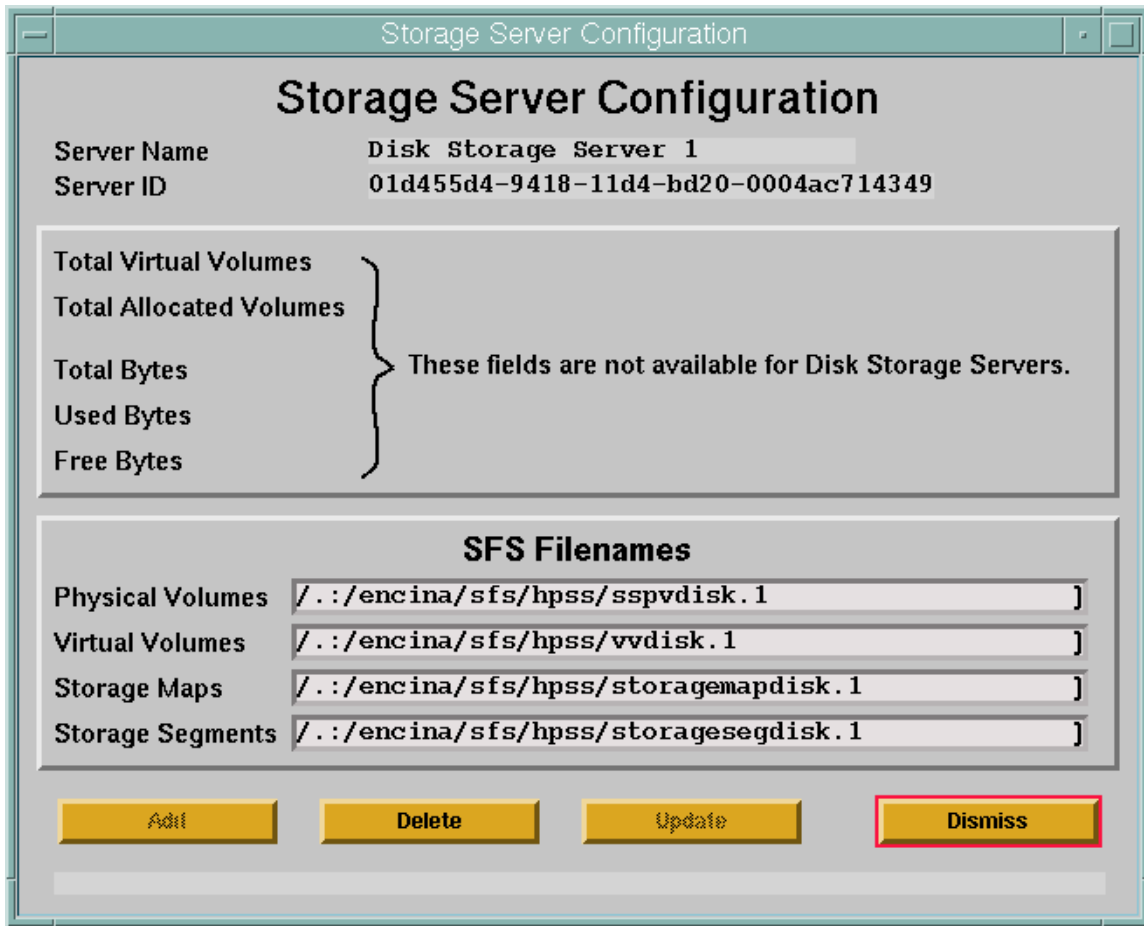 Storage Server Configuration
Storage Server Configuration
Server Name Disk Storage Server 1
Server ID 01d455d4-9418-11d4-bd20-0004ac714349
Total Virtual Volumes
Total Allocated Volumes
Total Bytes These fields are not available for Disk Storage Servers.
Used Bytes
Free Bytes
SFS Filenames
Physical Volumes /.:/encina/sfs/hpss/sspvdisk.1
Virtual Volumes /.:/encina/sfs/hpss/vvdisk.1
Storage Maps /.:/encina/sfs/hpss/storagemapdisk.1
Storage Segments /.:/encina/sfs/hpss/storagesegdisk.1
Add Delete Update Dismiss